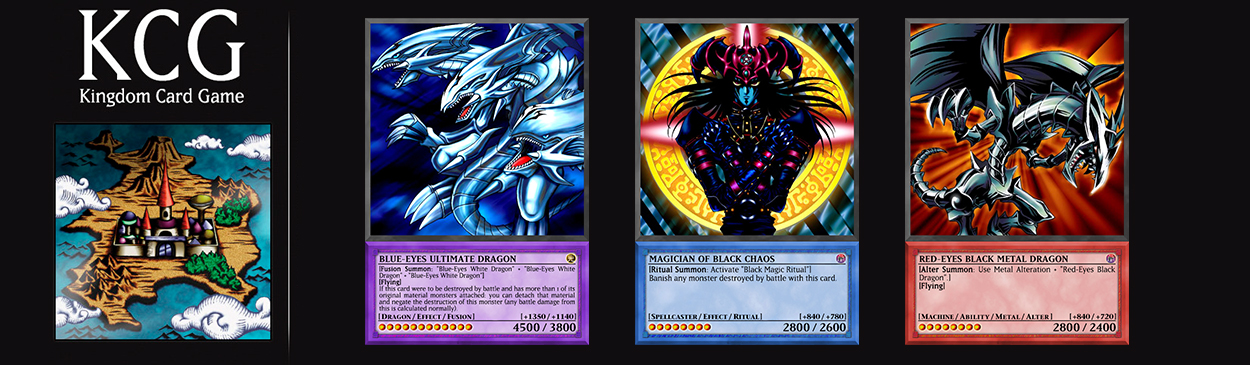 KCG
Kingdom Card Game
BLUE-EYES ULTIMATE DRAGON
[Fusion Summon: "Blue-Eyes White Dragon" + "Blue-Eyes White
Dragon" + "Blue-Eyes White Dragon"]
[Flying]
If this card were to be destroyed by battle and has more than 1 of its
original material monsters attached: you can detach that material
and negate the destruction of this monster (any battle damage from
this is calculated normally).
[DRAGON / EFFECT / FUSION] [+1350 / +1140]
4500 / 3800
MAGICIAN OF BLACK CHAOS
[Ritual Summon: Activate "Black Magic Ritual"]
Banish any monster destroyed by battle with this card.
[SPELLCASTER / EFFECT / RITUAL] [+840 / +780]
2800 / 2600
RED-EYES BLACK METAL DRAGON
[Alter Summon: Use Metal Alteration + "Red-Eyes Black
Dragon".]
[Flying]
[MACHINE / ABILITY / METAL / ALTER] [+840 / +720]
2800 / 2400